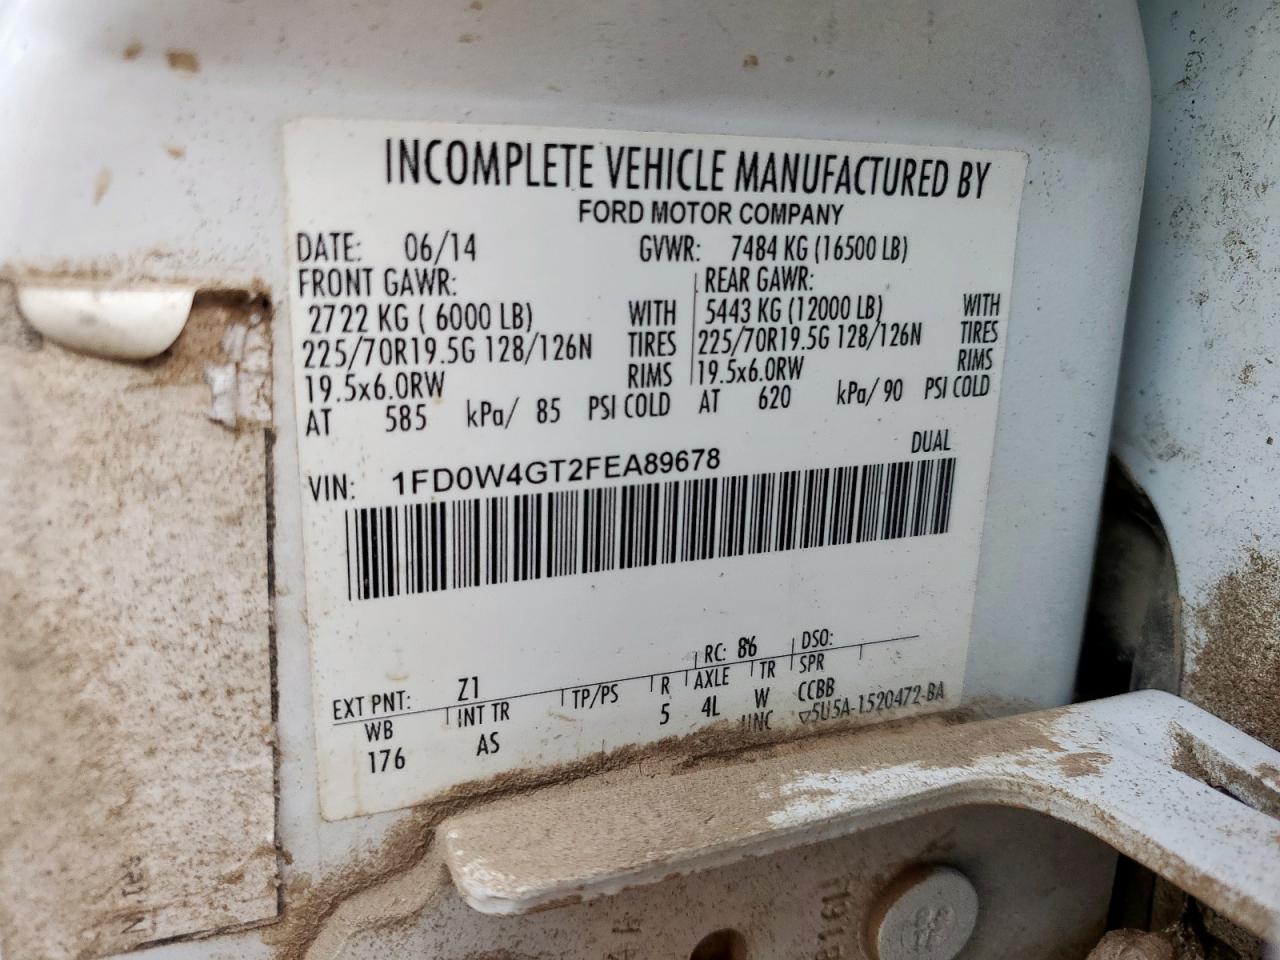 INCOMPLETE VEHICLE MANUFACTURED BY
FORD MOTOR COMPANY
DATE: 06/14 GVWR: 7484 KG (16500 LB)
FRONT GAWR: REAR GAWR:
2722 KG ( 6000 LB) WITH 5443 KG (12000 LB) WITH
225/70R19.5G 128/126N TIRES 225/70R19.5G 128/126N TIRES
19.5x6.0RW RIMS 19.5x6.0RW RIMS
AT 585 kPa/ 85 PSI COLD AT 620 kPa/ 90 PSI COLD
DUAL
VIN: 1FD0W4GT2FEA89678
EXT PNT: Z1 RC: 86 DSO:
WB INT TR TP/PS R AXLE TR SPR
176 AS 5 4L W CCBB
UNC ▽5U5A-1520472-BA